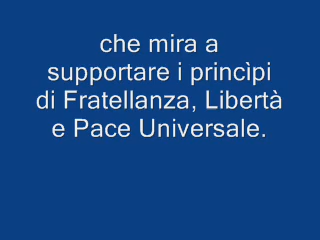 che mira a
supportare i princìpi
di Fratellanza, Libertà
e Pace Universale.